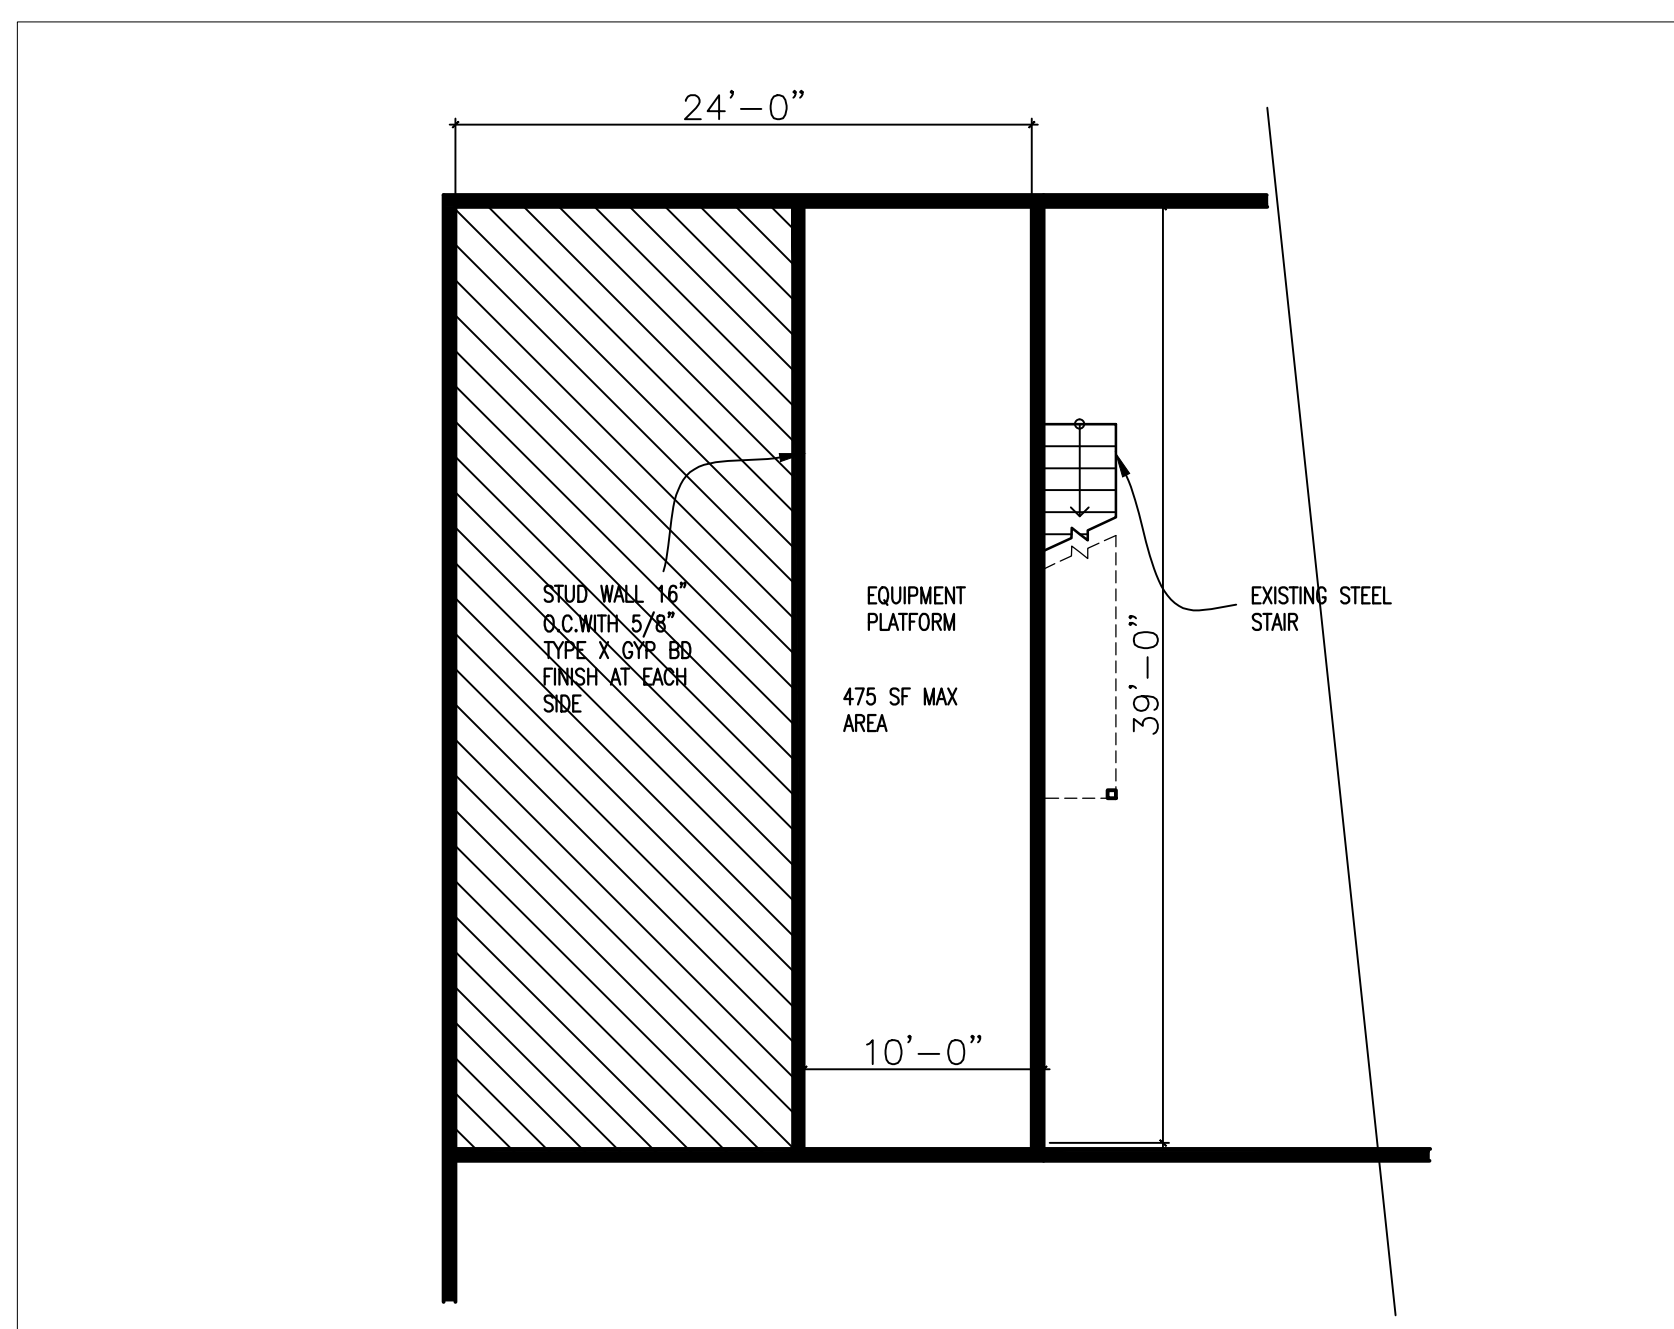 24'-0"
STUD WALL 16"
O.C.WITH 5/8"
TYPE X GYP BD
FINISH AT EACH
SIDE
EQUIPMENT
PLATFORM
475 SF MAX
AREA
EXISTING STEEL
STAIR
39'-0"
10'-0"